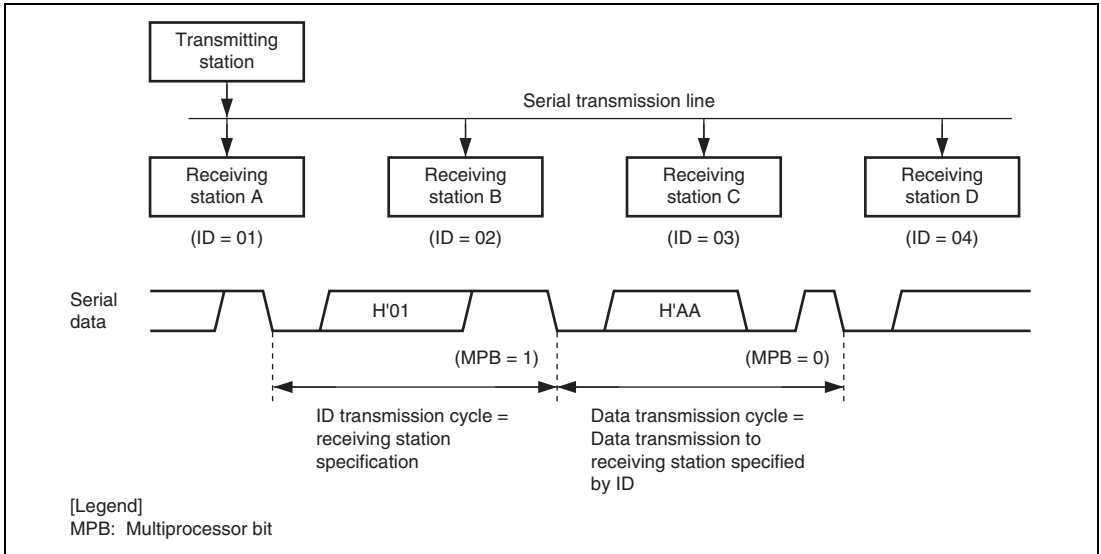 Transmitting
station
Serial transmission line
Receiving
station A
Receiving
station B
Receiving
station C
Receiving
station D
(ID = 01)
(ID = 02)
(ID = 03)
(ID = 04)
Serial
data
H'01
H'AA
(MPB = 1)
(MPB = 0)
ID transmission cycle =
receiving station
specification
Data transmission cycle =
Data transmission to
receiving station specified
by ID
[Legend]
MPB: Multiprocessor bit